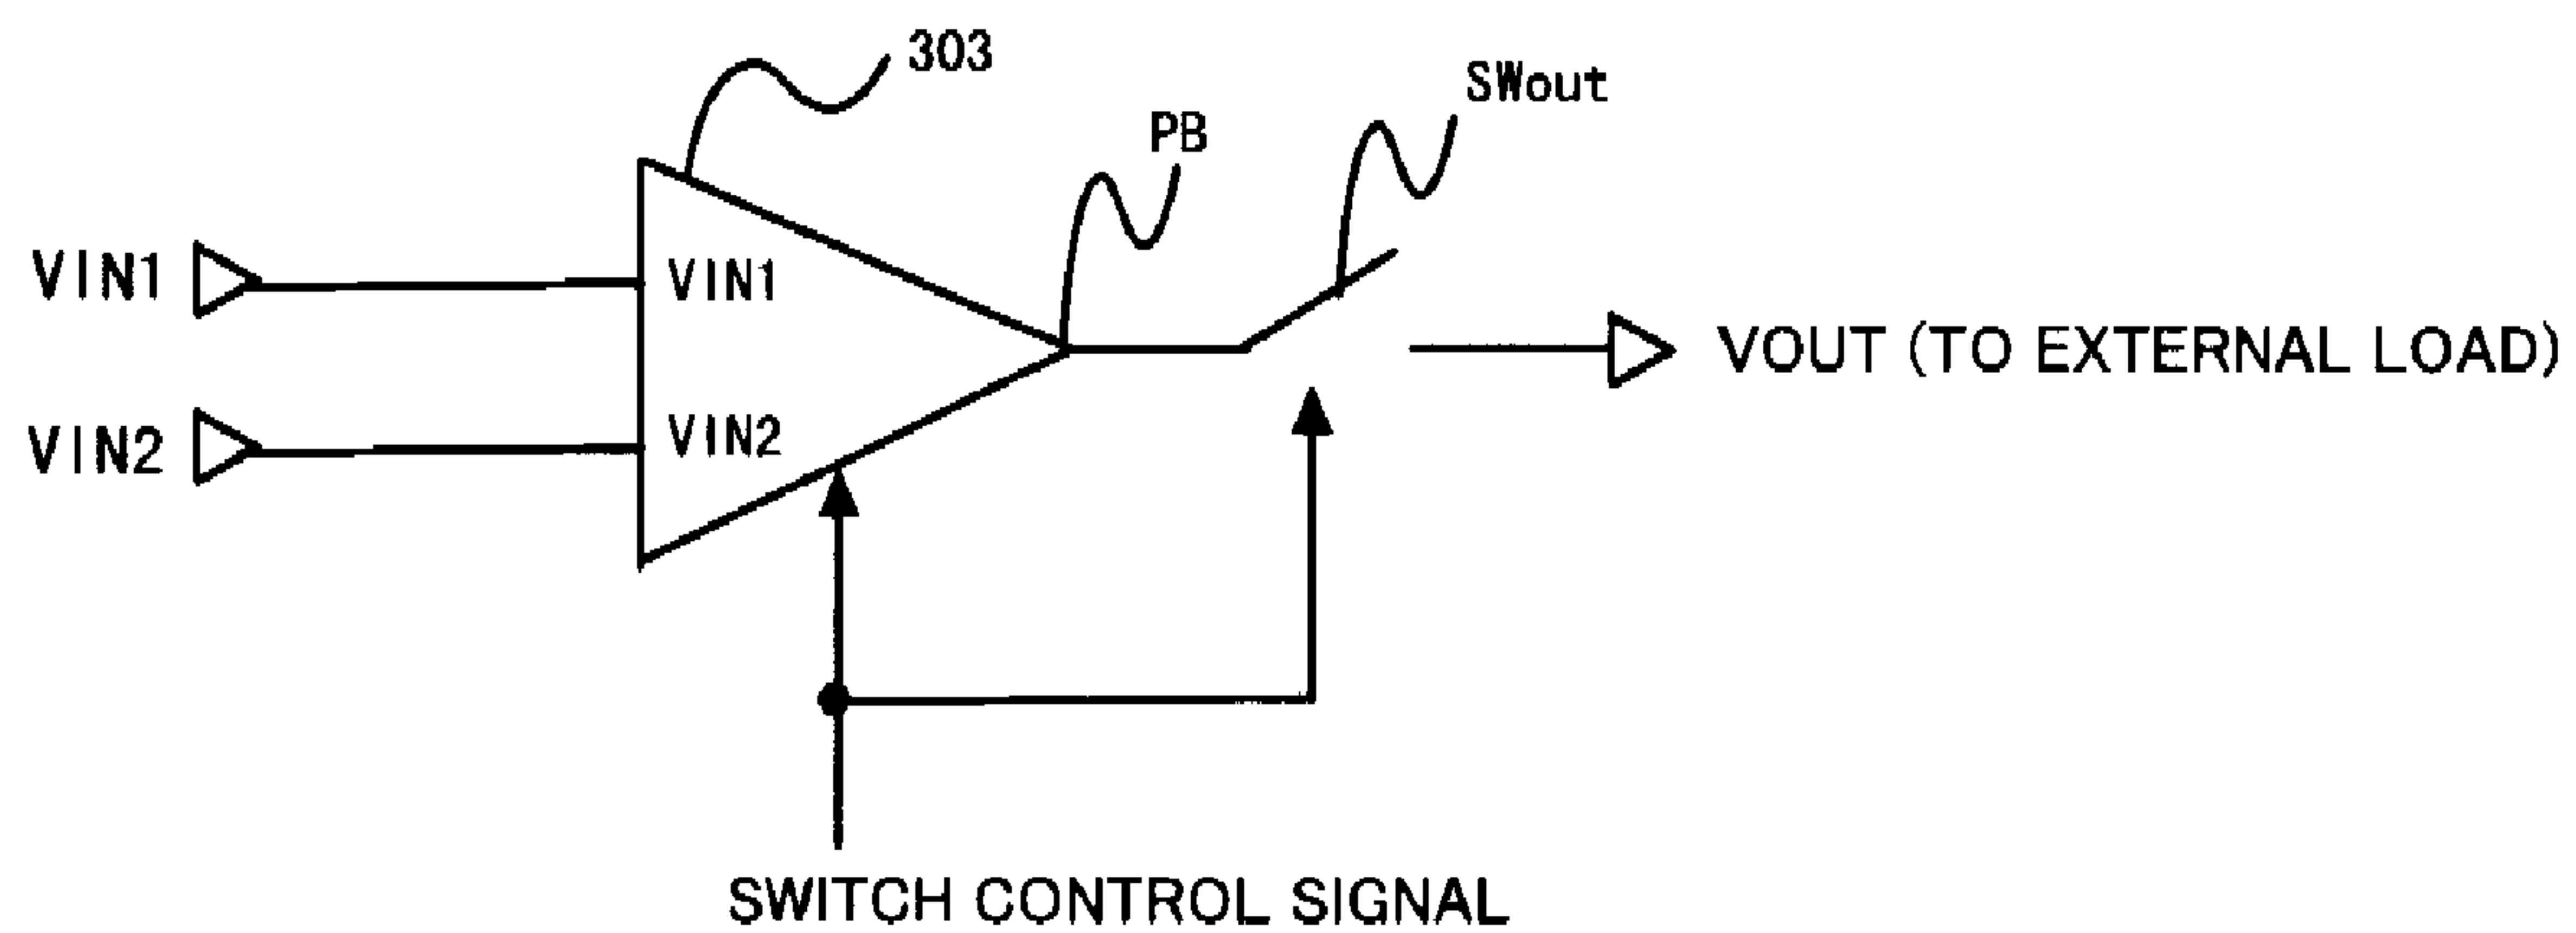 303
SWout
PB
VIN1
VIN1
VOUT (TO EXTERNAL LOAD)
VIN2
VIN2
SWITCH CONTROL SIGNAL